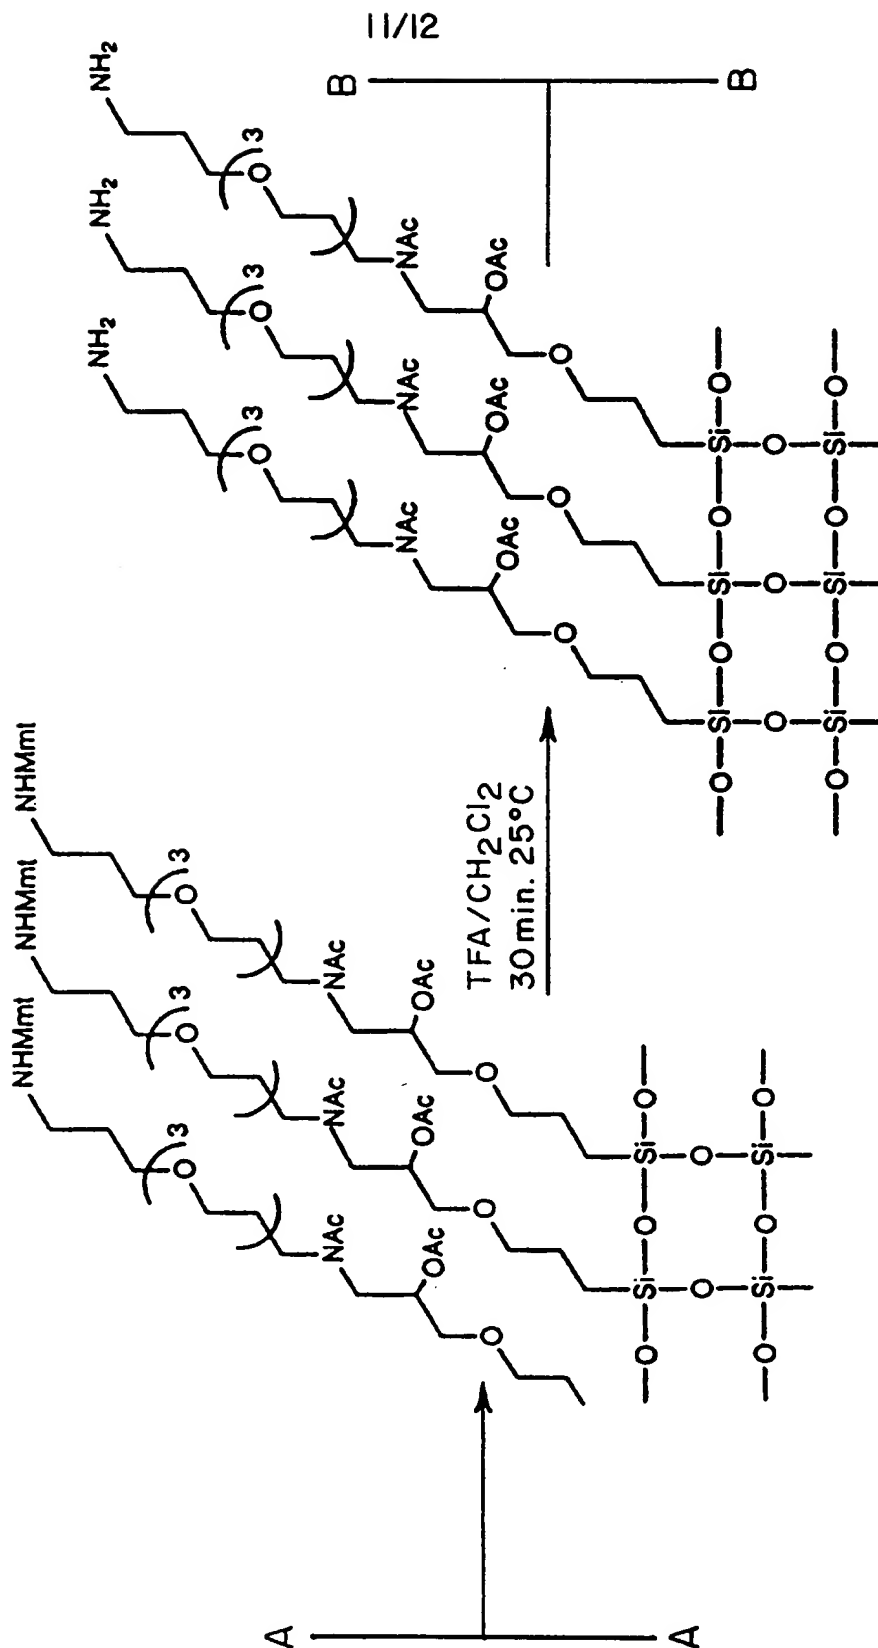 11/12
A
A
NHMmt NHMmt NHMmt
3 3 3
O O O
NAc NAc NAc
OAc OAc OAc
O O O
O Si O Si O
O O
O Si O Si O
TFA/CH₂Cl₂
30min. 25°C
NH₂ NH₂ NH₂
3 3 3
O O O
NAc NAc NAc
OAc OAc OAc
O O O
O Si O Si O Si O
O O O
O Si O Si O Si O
B
B